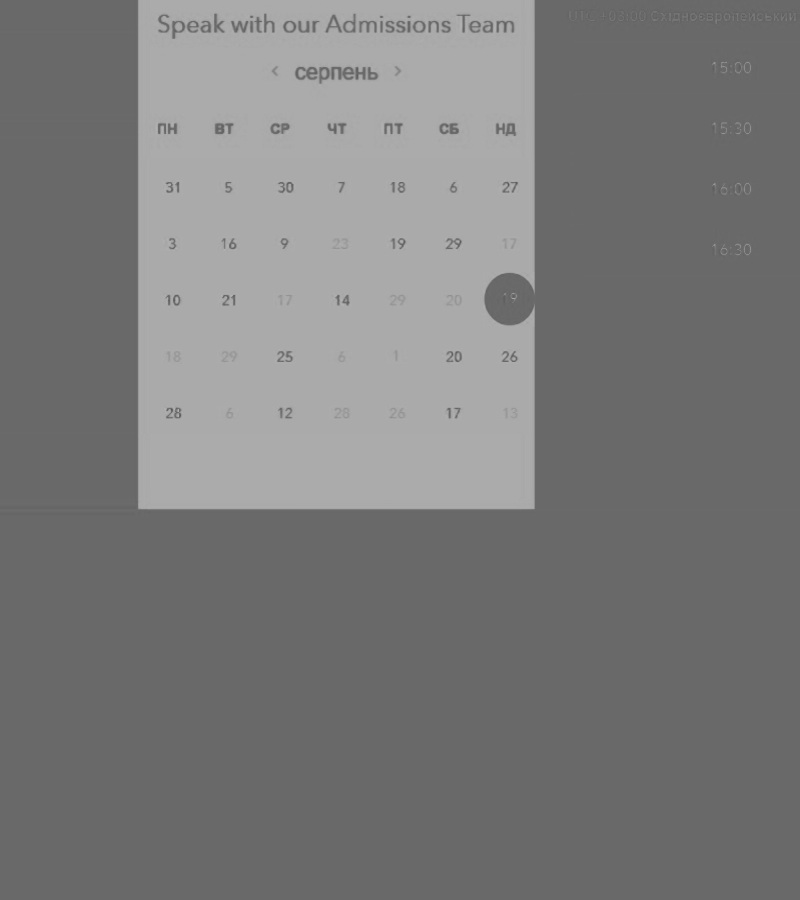 Speak with our Admissions Team
UTC +03:00 Східноєвропейський
‹ серпень ›
ПН ВТ СР ЧТ ПТ СБ НД
31 5 30 7 18 6 27
3 16 9 23 19 29 17
10 21 17 14 29 20 19
18 29 25 6 1 20 26
28 6 12 28 26 17 13
15:00
15:30
16:00
16:30